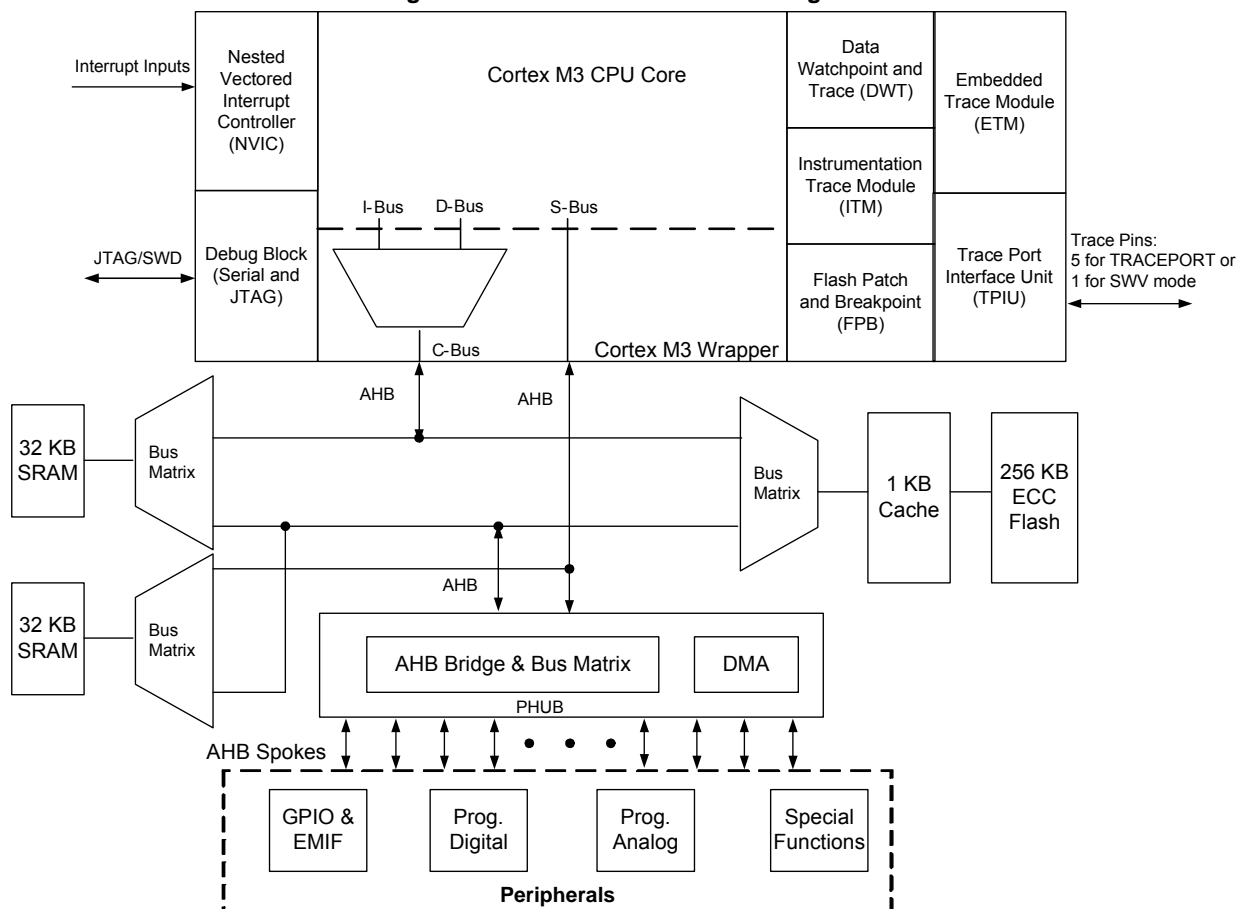 Nested
Vectored
Interrupt
Controller
(NVIC)
Interrupt Inputs
Cortex M3 CPU Core
Data
Watchpoint and
Trace (DWT)
Embedded
Trace Module
(ETM)
Instrumentation
Trace Module
(ITM)
I-Bus
D-Bus
S-Bus
JTAG/SWD
Debug Block
(Serial and
JTAG)
Flash Patch
and Breakpoint
(FPB)
Trace Port
Interface Unit
(TPIU)
Trace Pins:
5 for TRACEPORT or
1 for SWV mode
C-Bus
Cortex M3 Wrapper
AHB
AHB
32 KB
SRAM
Bus
Matrix
Bus
Matrix
1 KB
Cache
256 KB
ECC
Flash
AHB
32 KB
SRAM
Bus
Matrix
AHB Bridge & Bus Matrix
DMA
PHUB
AHB Spokes
GPIO &
EMIF
Prog.
Digital
Prog.
Analog
Special
Functions
Peripherals